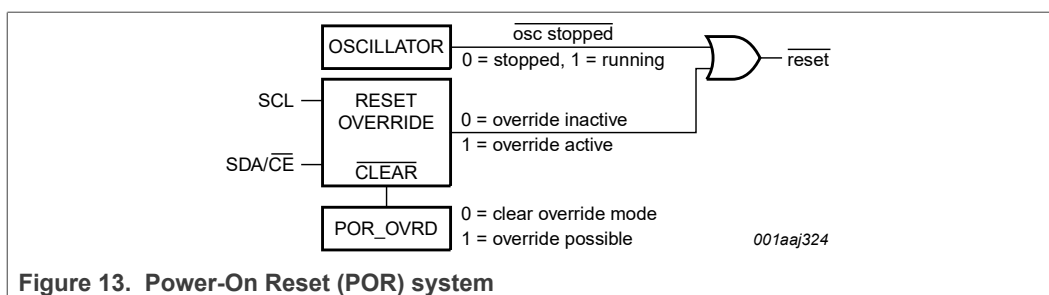 OSCILLATOR
osc stopped
0 = stopped, 1 = running
reset
SCL
RESET
OVERRIDE
0 = override inactive
1 = override active
SDA/CE
CLEAR
POR_OVRD
0 = clear override mode
1 = override possible
001aaj324
Figure 13. Power-On Reset (POR) system